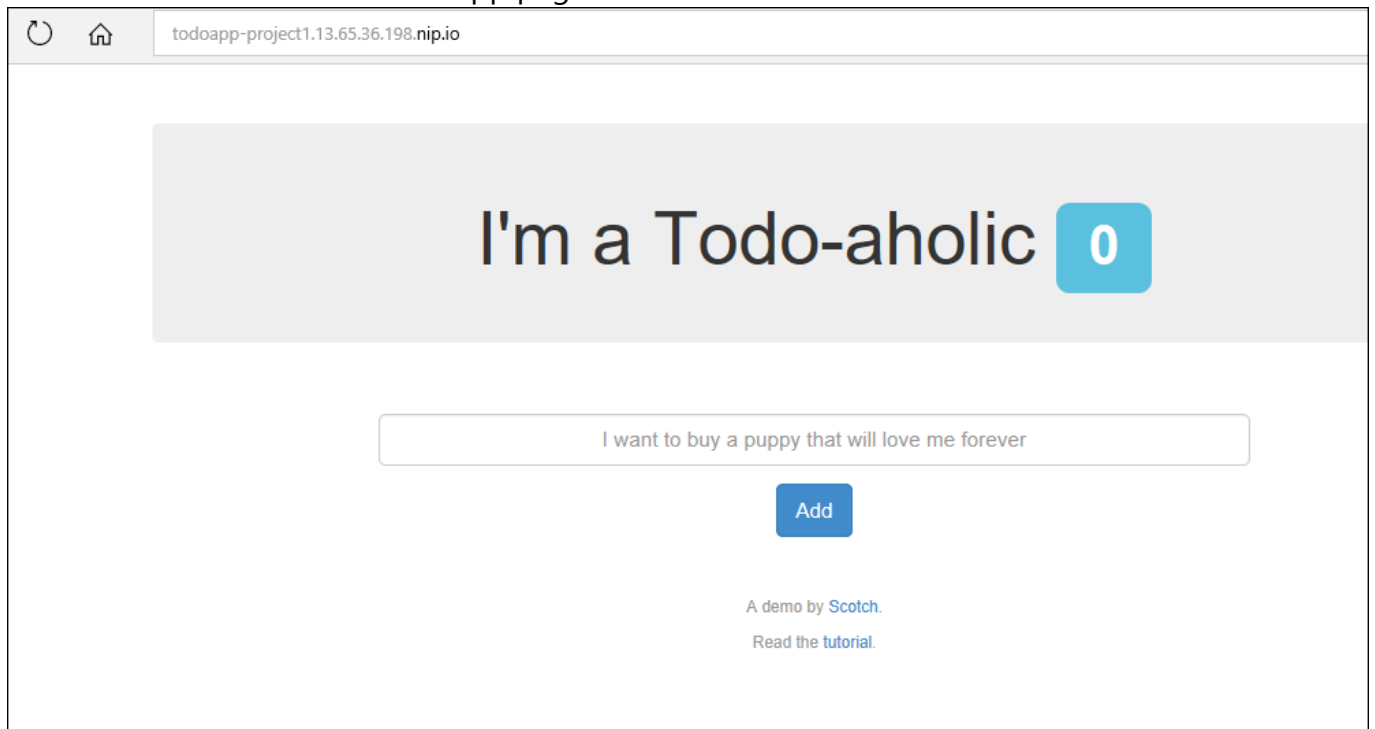 todoapp-project1.13.65.36.198.nip.io
I'm a Todo-aholic 0
I want to buy a puppy that will love me forever
Add
A demo by Scotch.
Read the tutorial.